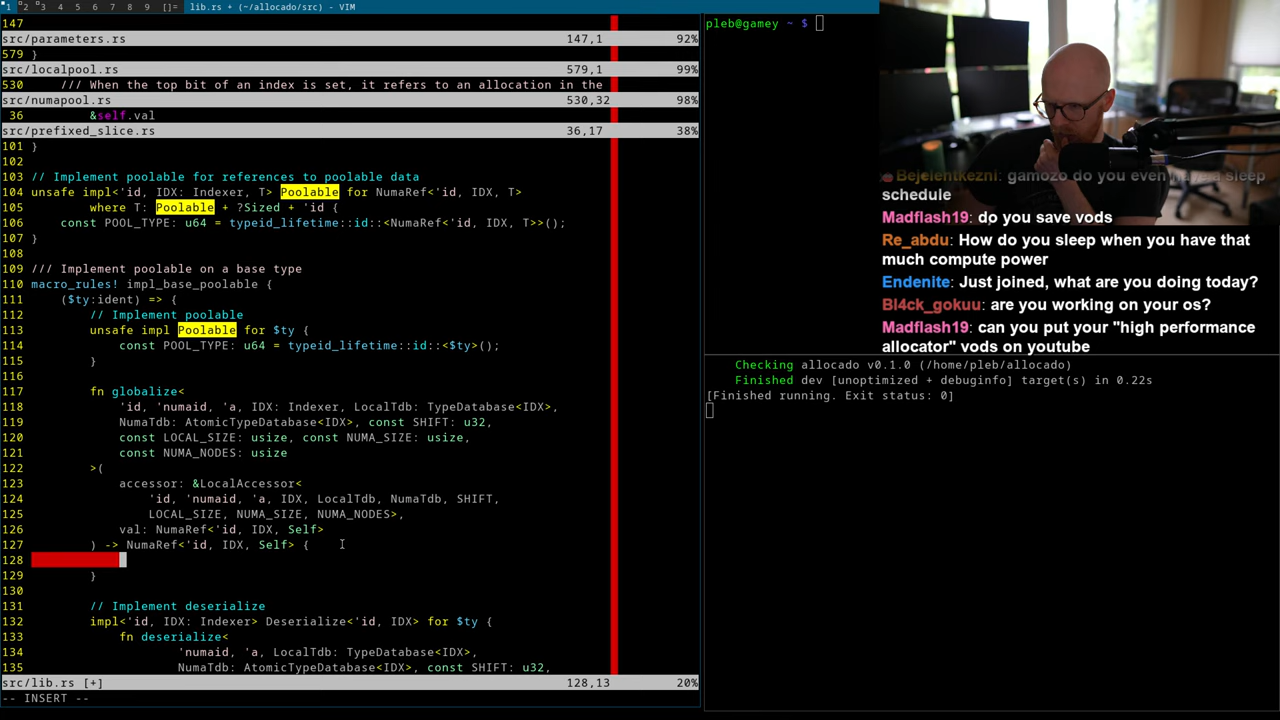 1 2 3 4 5 6 7 8 9 []= lib.rs + (~/allocado/src) - VIM
147
src/parameters.rs 147,1 92%
579 }
src/localpool.rs 579,1 99%
530 /// When the top bit of an index is set, it refers to an allocation in the
src/numapool.rs 530,32 98%
36 &self.val
src/prefixed_slice.rs 36,17 38%
101 }
102
103 // Implement poolable for references to poolable data
104 unsafe impl<'id, IDX: Indexer, T> Poolable for NumaRef<'id, IDX, T>
105 where T: Poolable + ?Sized + 'id {
106 const POOL_TYPE: u64 = typeid_lifetime::id::<NumaRef<'id, IDX, T>>();
107 }
108
109 /// Implement poolable on a base type
110 macro_rules! impl_base_poolable {
111 ($ty:ident) => {
112 // Implement poolable
113 unsafe impl Poolable for $ty {
114 const POOL_TYPE: u64 = typeid_lifetime::id::<$ty>();
115 }
116
117 fn globalize<
118 'id, 'numaid, 'a, IDX: Indexer, LocalTdb: TypeDatabase<IDX>,
119 NumaTdb: AtomicTypeDatabase<IDX>, const SHIFT: u32,
120 const LOCAL_SIZE: usize, const NUMA_SIZE: usize,
121 const NUMA_NODES: usize
122 >(
123 accessor: &LocalAccessor<
124 'id, 'numaid, 'a, IDX, LocalTdb, NumaTdb, SHIFT,
125 LOCAL_SIZE, NUMA_SIZE, NUMA_NODES>,
126 val: NumaRef<'id, IDX, Self>
127 ) -> NumaRef<'id, IDX, Self> {
128
129 }
130
131 // Implement deserialize
132 impl<'id, IDX: Indexer> Deserialize<'id, IDX> for $ty {
133 fn deserialize<
134 'numaid, 'a, LocalTdb: TypeDatabase<IDX>,
135 NumaTdb: AtomicTypeDatabase<IDX>, const SHIFT: u32,
src/lib.rs [+] 128,13 20%
-- INSERT --
pleb@gamey ~ $
Checking allocado v0.1.0 (/home/pleb/allocado)
Finished dev [unoptimized + debuginfo] target(s) in 0.22s
[Finished running. Exit status: 0]
Bejelentkezni: gamozo do you even have a sleep
schedule
Madflash19: do you save vods
Re_abdu: How do you sleep when you have that
much compute power
Endenite: Just joined, what are you doing today?
Bl4ck_gokuu: are you working on your os?
Madflash19: can you put your "high performance
allocator" vods on youtube